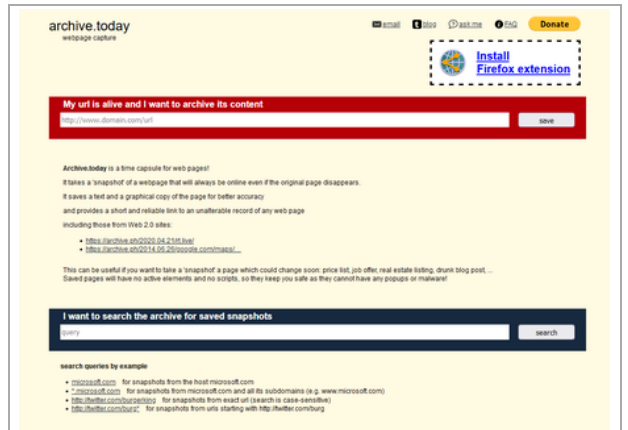 archive.today
webpage capture
email blog ask me FAQ Donate
Install
Firefox extension
My url is alive and I want to archive its content
http://www.domain.com/url save
Archive.today is a time capsule for web pages!
It takes a 'snapshot' of a webpage that will always be online even if the original page disappears.
It saves a text and a graphical copy of the page for better accuracy
and provides a short and reliable link to an unalterable record of any web page
including those from Web 2.0 sites:
https://archive.ph/2020.04.21/rt.live/
https://archive.ph/2014.06.26/google.com/maps/...
This can be useful if you want to take a 'snapshot' a page which could change soon: price list, job offer, real estate listing, drunk blog post, ...
Saved pages will have no active elements and no scripts, so they keep you safe as they cannot have any popups or malware!
I want to search the archive for saved snapshots
query search
search queries by example
microsoft.com for snapshots from the host microsoft.com
*.microsoft.com for snapshots from microsoft.com and all its subdomains (e.g. www.microsoft.com)
http://twitter.com/burgerking for snapshots from exact url (search is case-sensitive)
http://twitter.com/burg* for snapshots from urls starting with http://twitter.com/burg